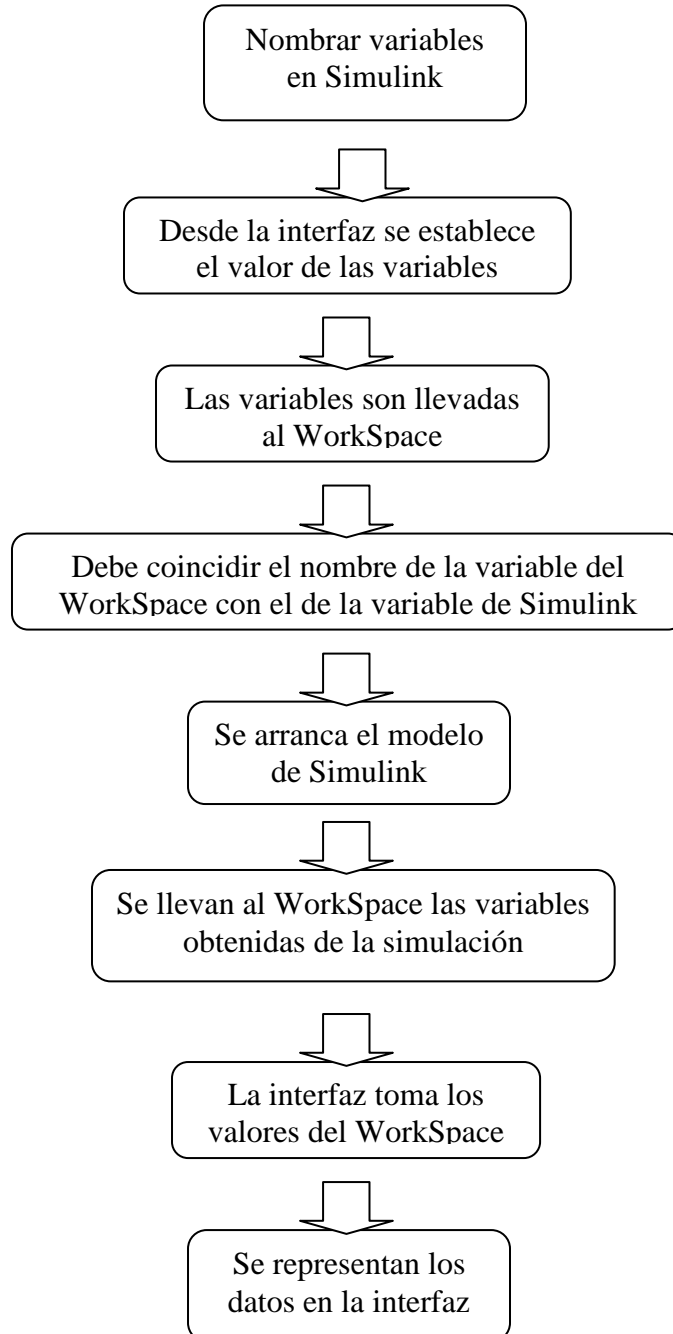 Nombrar variables
en Simulink
Desde la interfaz se establece
el valor de las variables
Las variables son llevadas
al WorkSpace
Debe coincidir el nombre de la variable del
WorkSpace con el de la variable de Simulink
Se arranca el modelo
de Simulink
Se llevan al WorkSpace las variables
obtenidas de la simulación
La interfaz toma los
valores del WorkSpace
Se representan los
datos en la interfaz